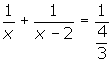 1/x + 1/(x − 2) = 1/(4/3)